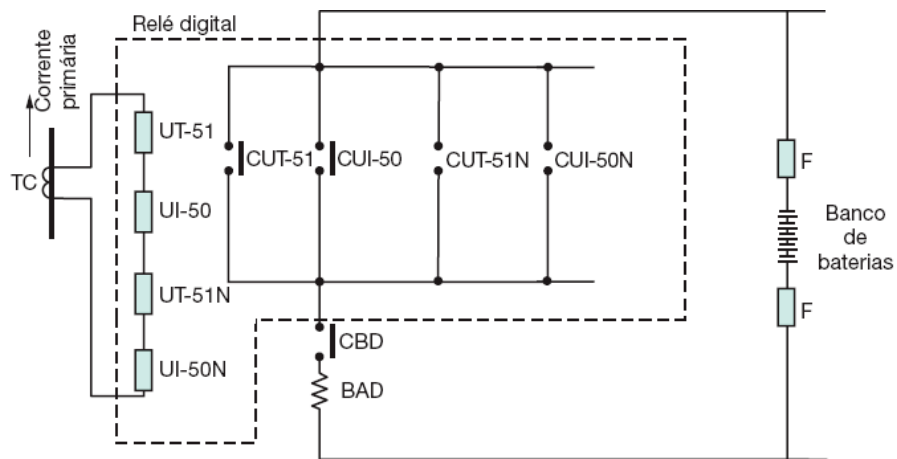 Relé digital
Corrente
primária
TC
UT-51
UI-50
UT-51N
UI-50N
CUT-51
CUI-50
CUT-51N
CUI-50N
CBD
BAD
F
Banco
de
baterias
F